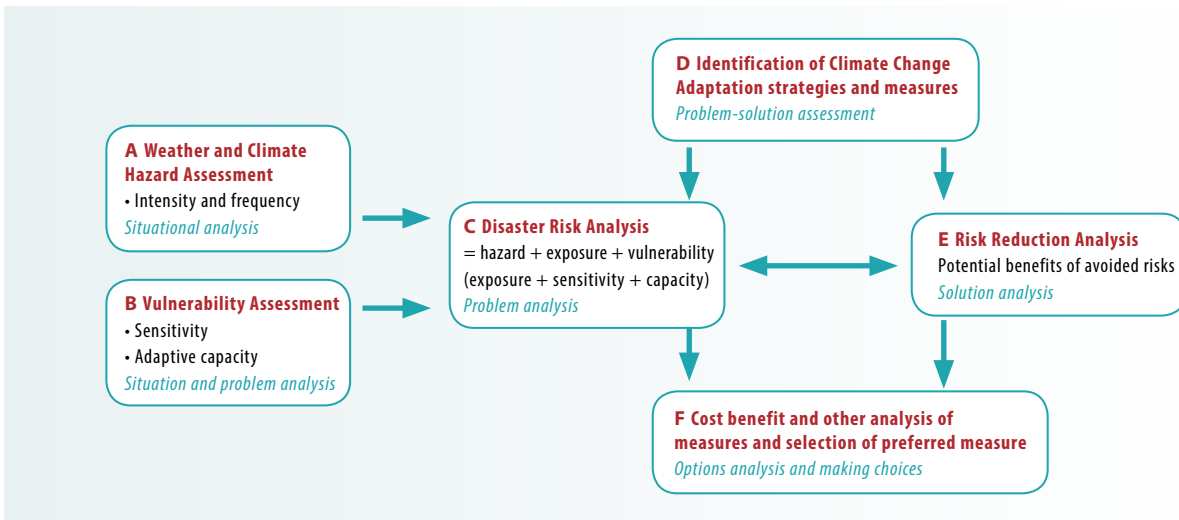 A Weather and Climate
Hazard Assessment
• Intensity and frequency
Situational analysis
B Vulnerability Assessment
• Sensitivity
• Adaptive capacity
Situation and problem analysis
C Disaster Risk Analysis
= hazard + exposure + vulnerability
(exposure + sensitivity + capacity)
Problem analysis
D Identification of Climate Change
Adaptation strategies and measures
Problem-solution assessment
E Risk Reduction Analysis
Potential benefits of avoided risks
Solution analysis
F Cost benefit and other analysis of
measures and selection of preferred measure
Options analysis and making choices